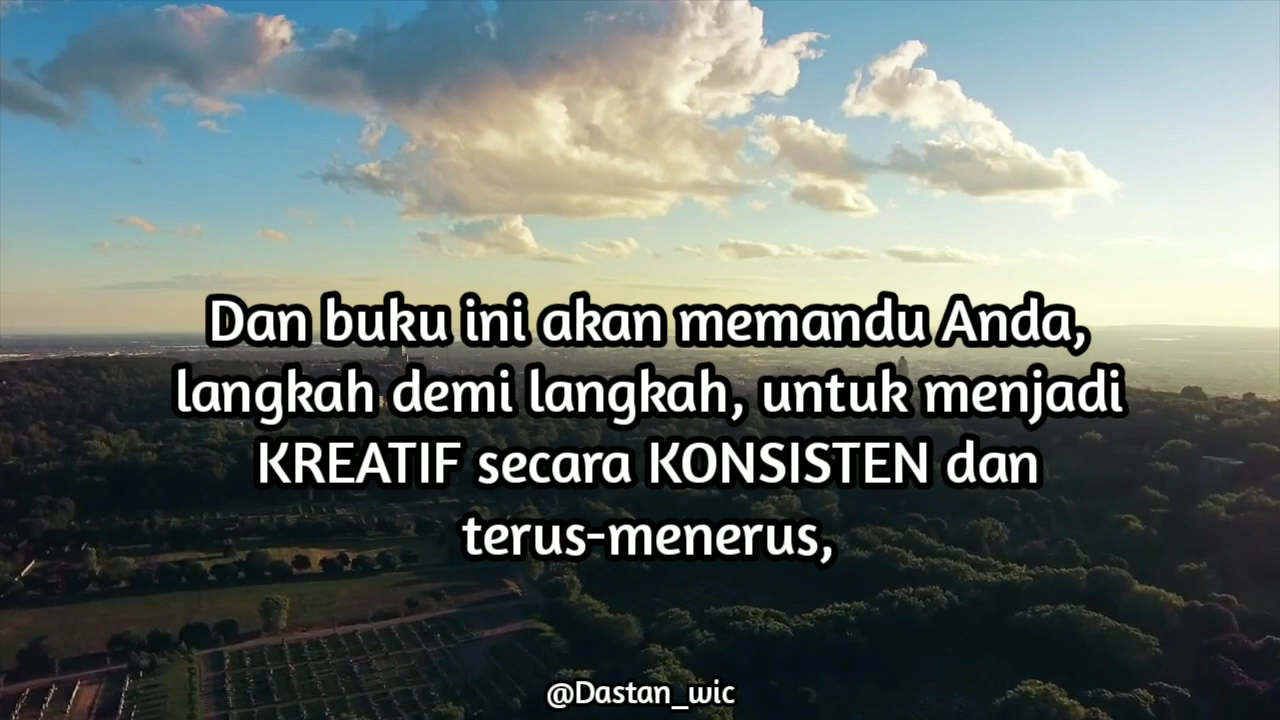 Dan buku ini akan memandu Anda,
langkah demi langkah, untuk menjadi
KREATIF secara KONSISTEN dan
terus-menerus,
@Dastan_wic